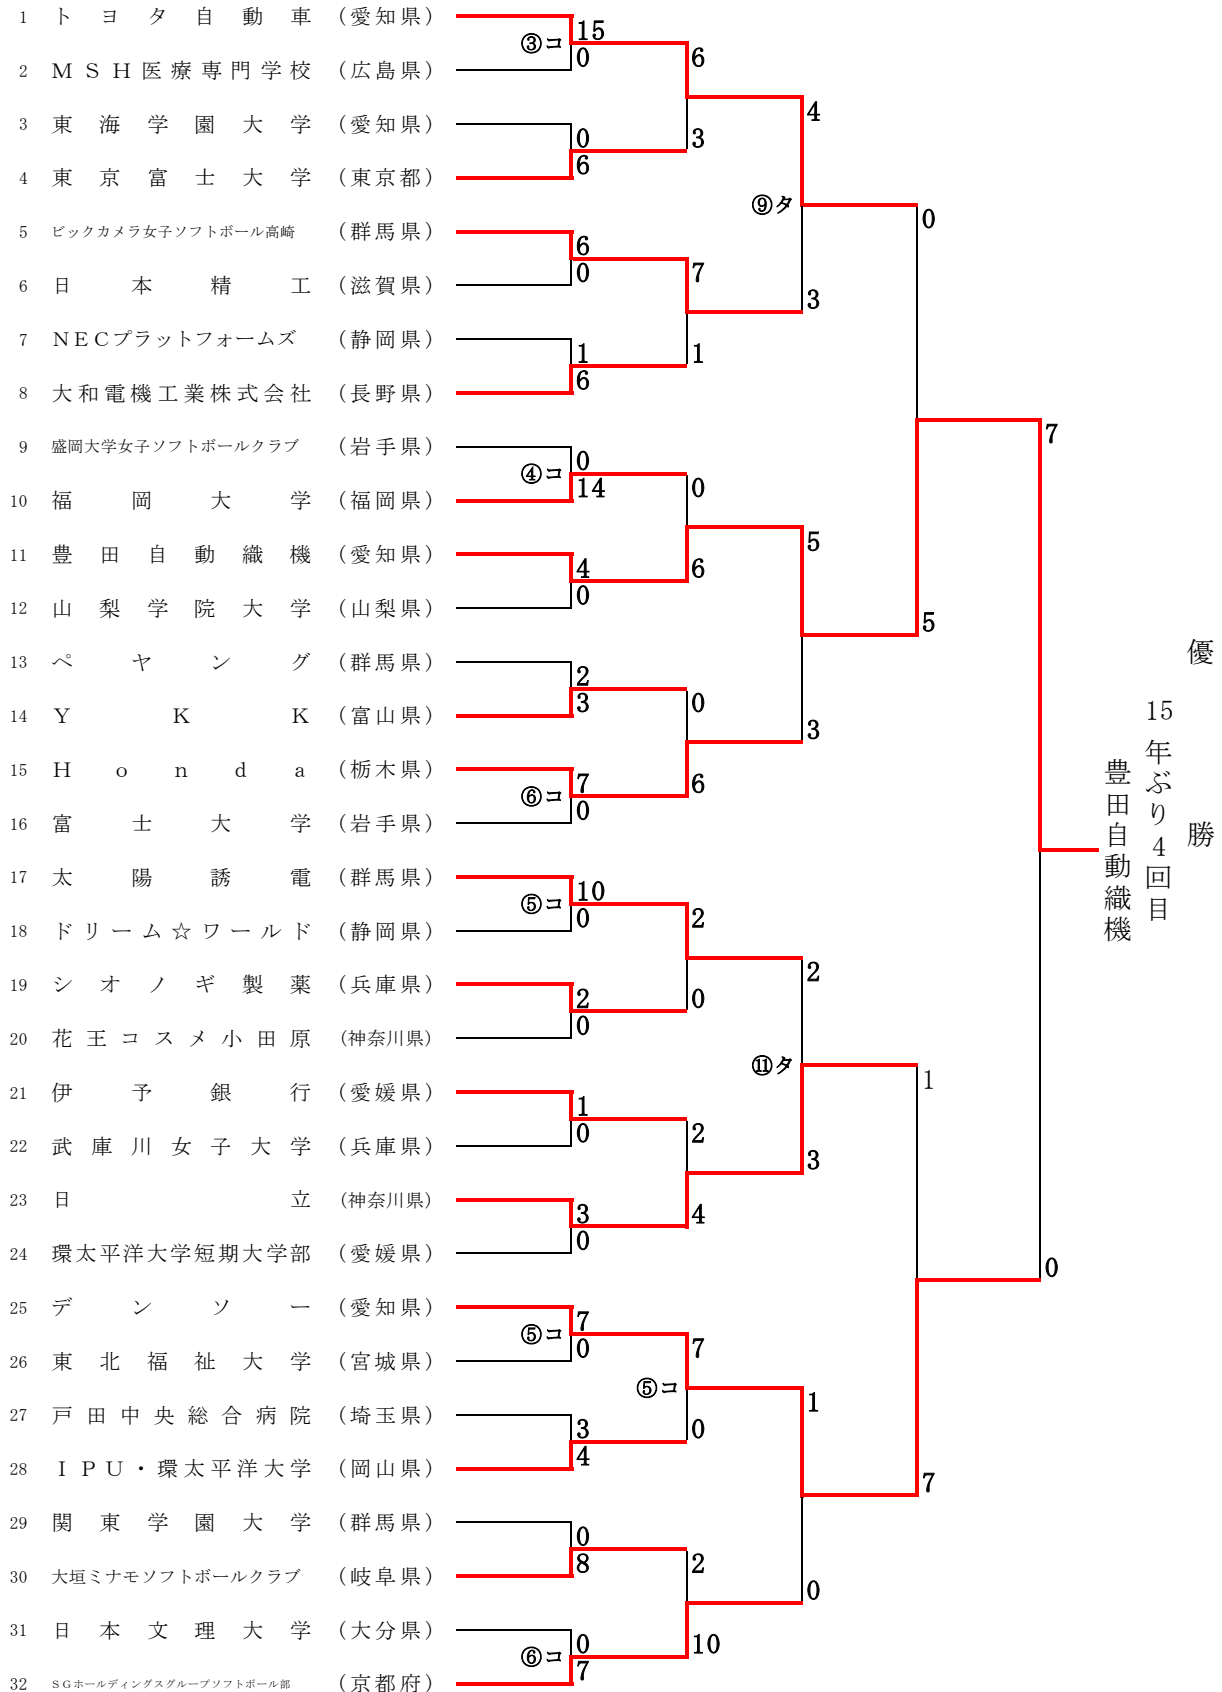 1 トヨタ自動車 (愛知県)
15
③コ
0
2 MSH医療専門学校 (広島県)
6
3 東海学園大学 (愛知県)
0
3
6
4 東京富士大学 (東京都)
4
⑨タ
5 ビックカメラ女子ソフトボール高崎 (群馬県)
6
0
6 日本精工 (滋賀県)
7
3
7 NECプラットフォームズ (静岡県)
1
1
6
8 大和電機工業株式会社 (長野県)
0
9 盛岡大学女子ソフトボールクラブ (岩手県)
0
④コ
14
10 福岡大学 (福岡県)
0
11 豊田自動織機 (愛知県)
4
6
0
12 山梨学院大学 (山梨県)
5
5
13 ペヤング (群馬県)
2
3
14 YKK (富山県)
0
3
15 Honda (栃木県)
7
6
⑥コ
0
16 富士大学 (岩手県)
7
優勝
15年ぶり4回目
豊田自動織機
17 太陽誘電 (群馬県)
10
⑤コ
0
18 ドリーム☆ワールド (静岡県)
2
19 シオノギ製薬 (兵庫県)
2
0
0
20 花王コスメ小田原 (神奈川県)
2
⑪タ
1
21 伊予銀行 (愛媛県)
1
0
22 武庫川女子大学 (兵庫県)
2
3
23 日立 (神奈川県)
3
4
0
24 環太平洋大学短期大学部 (愛媛県)
0
25 デンソー (愛知県)
7
⑤コ
0
26 東北福祉大学 (宮城県)
7
⑤コ
1
27 戸田中央総合病院 (埼玉県)
3
0
4
28 IPU・環太平洋大学 (岡山県)
7
29 関東学園大学 (群馬県)
0
8
30 大垣ミナモソフトボールクラブ (岐阜県)
2
0
31 日本文理大学 (大分県)
0
10
⑥コ
7
32 SGホールディングスグループソフトボール部 (京都府)